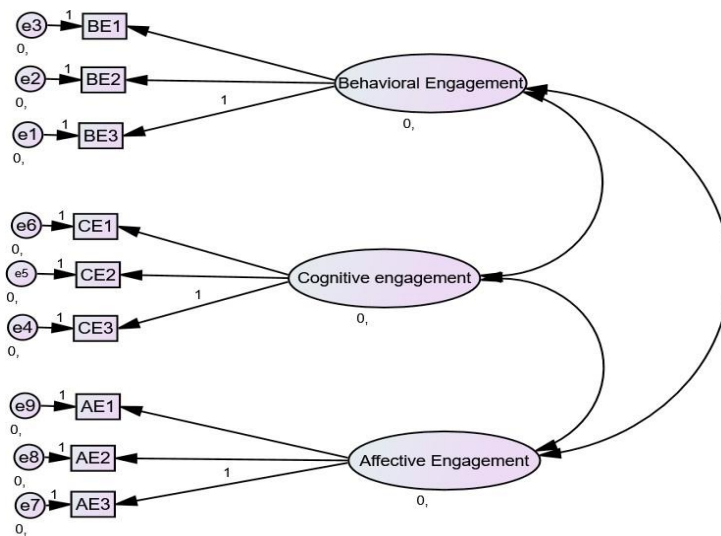 e3 1 BE1
0,
e2 1 BE2
0,
e1 1 BE3
0,
Behavioral Engagement
0,
1
e6 1 CE1
0,
e5 1 CE2
0,
e4 1 CE3
0,
Cognitive engagement
0,
1
e9 1 AE1
0,
e8 1 AE2
0,
e7 1 AE3
0,
Affective Engagement
0,
1